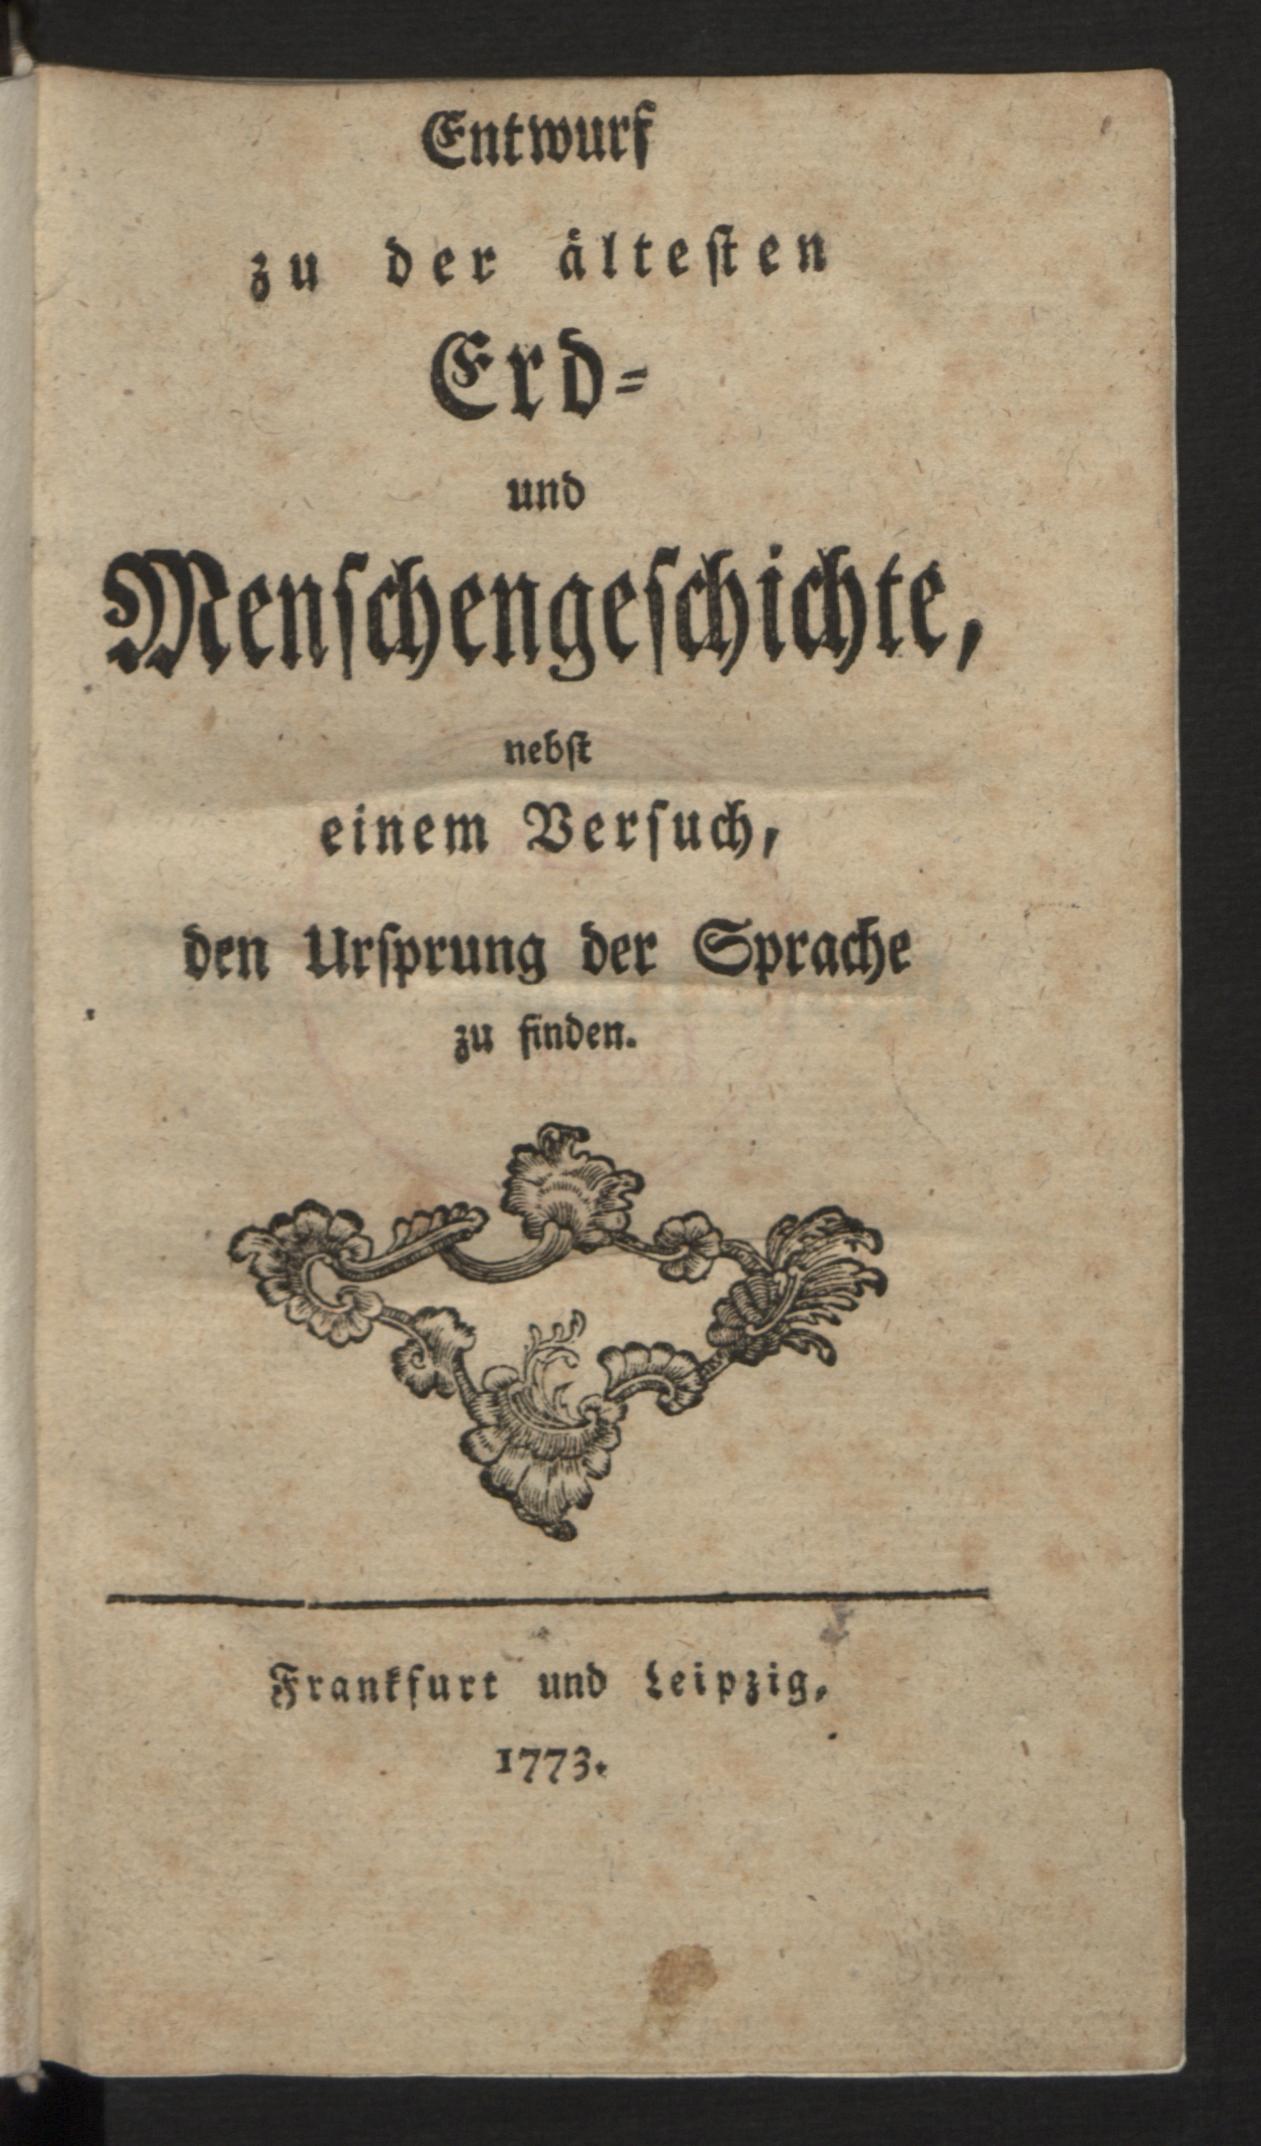 Entwurf
zu der ältesten
Erd-
und
Menschengeschichte,
nebst
einem Versuch,
den Ursprung der Sprache
zu finden.
Frankfurt und Leipzig,
1773.